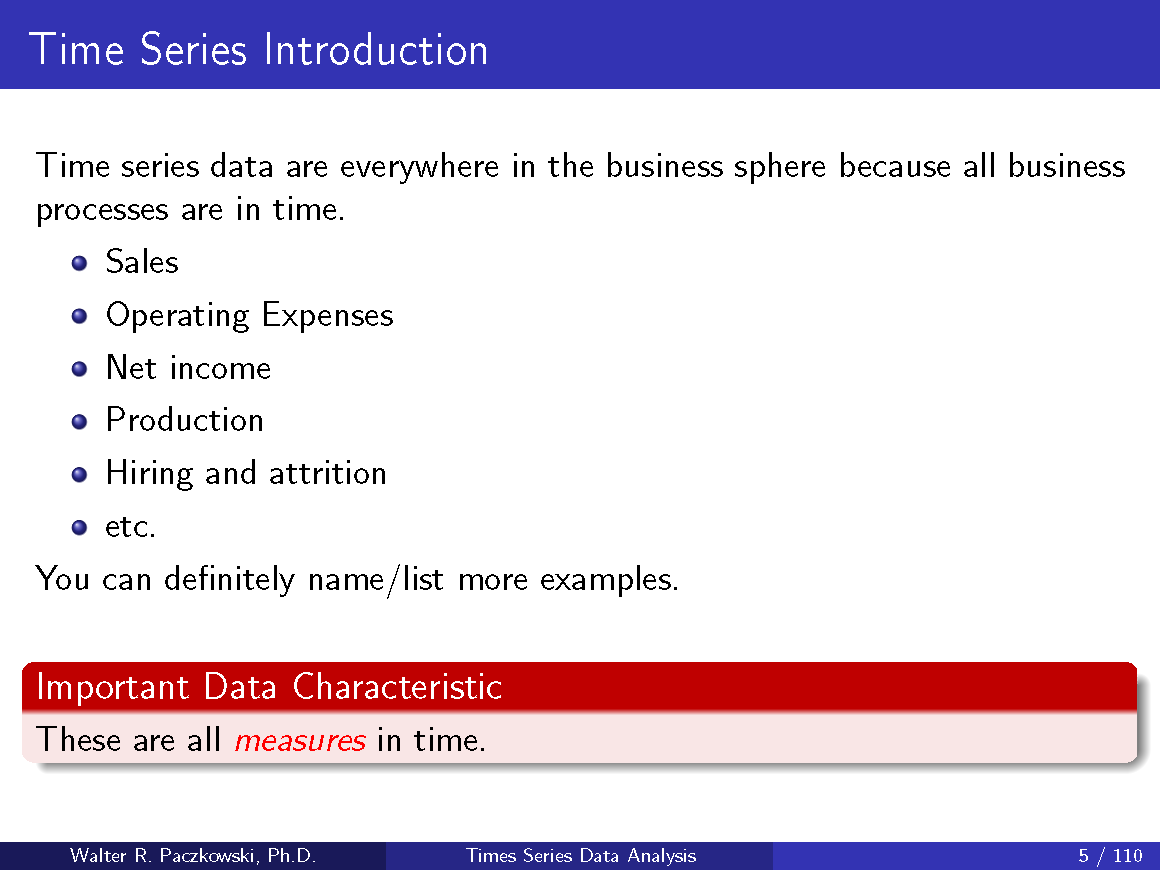 Time Series Introduction
Time series data are everywhere in the business sphere because all business
processes are in time.
Sales
Operating Expenses
Net income
Production
Hiring and attrition
etc.
You can definitely name/list more examples.
Important Data Characteristic
These are all measures in time.
Walter R. Paczkowski, Ph.D.
Times Series Data Analysis
5 / 110